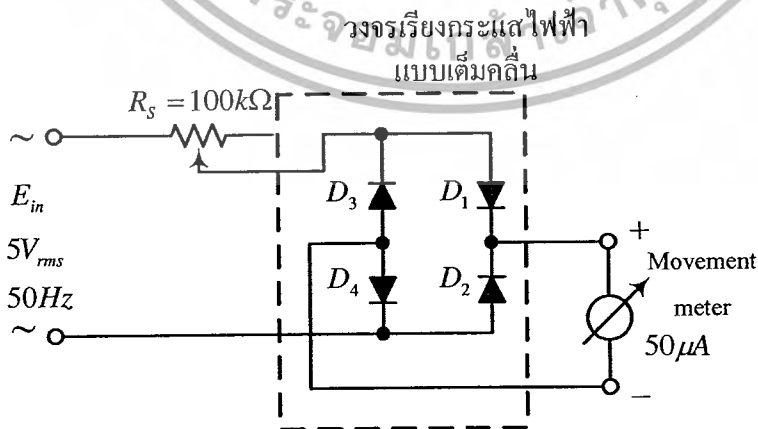 วงจรเรียงกระแสไฟฟ้า
แบบเต็มคลื่น
R_S = 100kΩ
~
E_in
5V_rms
50Hz
~
D_3
D_1
D_4
D_2
+
Movement
meter
50μA
−